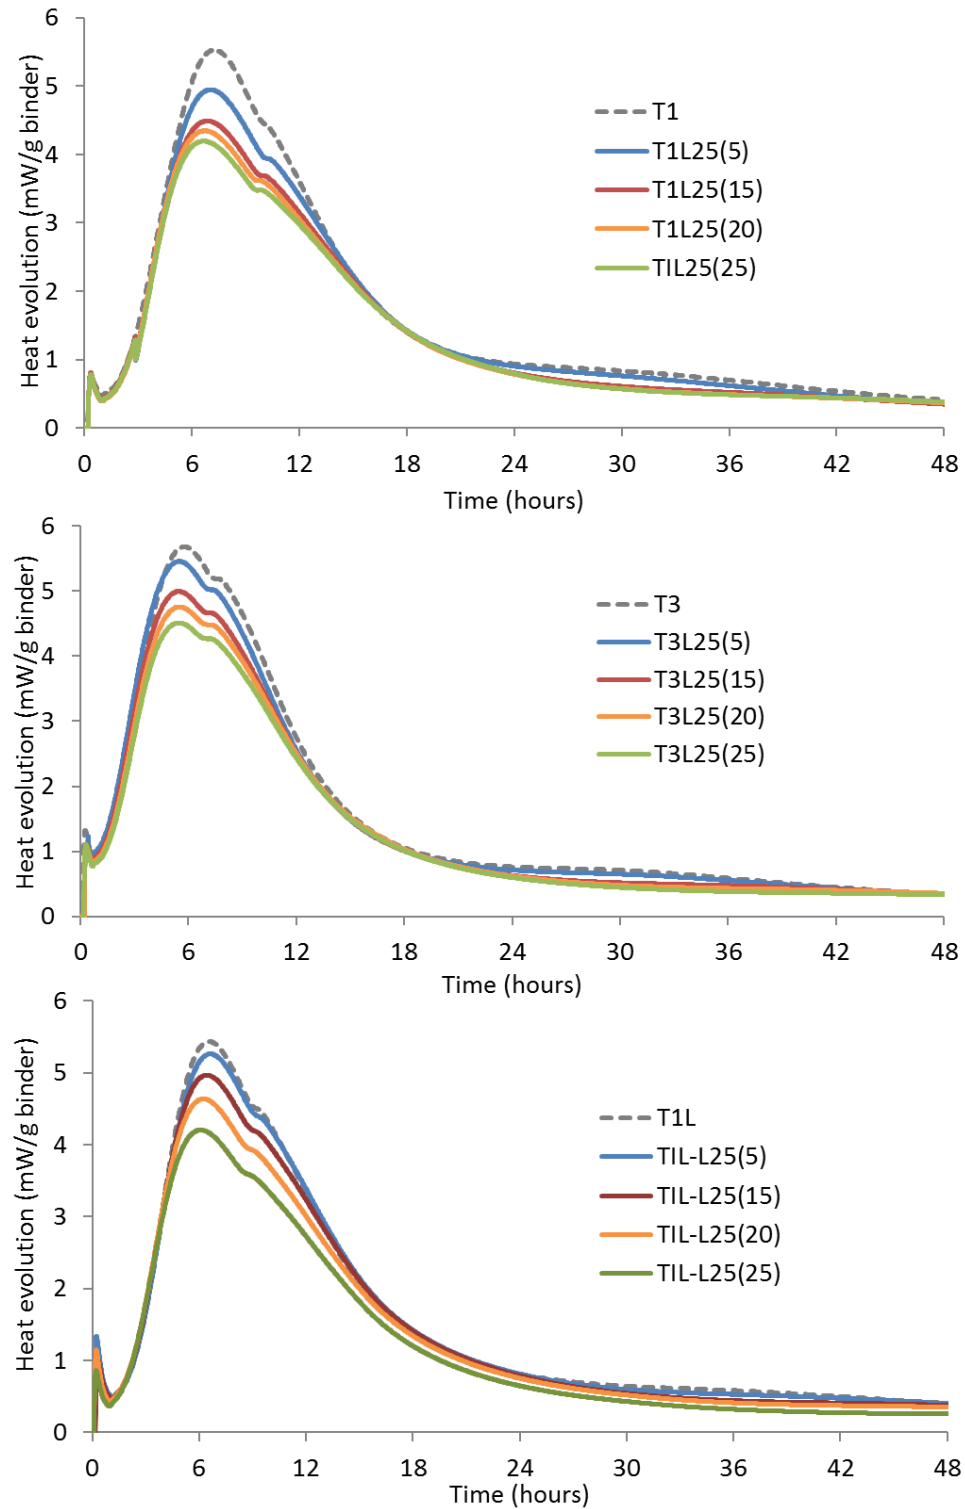 Heat evolution (mW/g binder)
6
5
4
3
2
1
0
0 6 12 18 24 30 36 42 48
Time (hours)
T1
T1L25(5)
T1L25(15)
T1L25(20)
TIL25(25)
Heat evolution (mW/g binder)
6
5
4
3
2
1
0
0 6 12 18 24 30 36 42 48
Time (hours)
T3
T3L25(5)
T3L25(15)
T3L25(20)
T3L25(25)
Heat evolution (mW/g binder)
6
5
4
3
2
1
0
0 6 12 18 24 30 36 42 48
Time (hours)
T1L
TIL-L25(5)
TIL-L25(15)
TIL-L25(20)
TIL-L25(25)